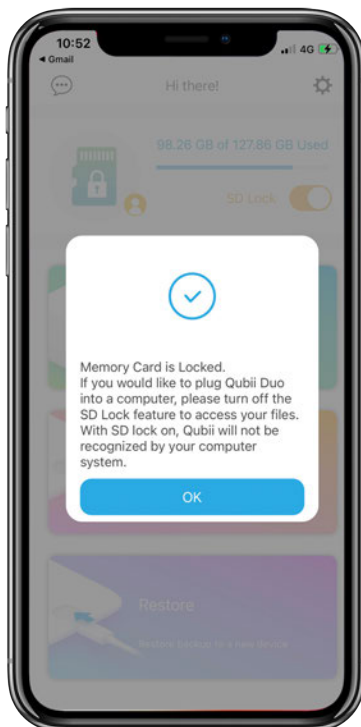 10:52
4G
◀ Gmail
Hi there!
98.26 GB of 127.86 GB Used
SD Lock
Memory Card is Locked.
If you would like to plug Qubii Duo
into a computer, please turn off the
SD Lock feature to access your files.
With SD lock on, Qubii will not be
recognized by your computer
system.
OK
Restore
Restore backup to a new device